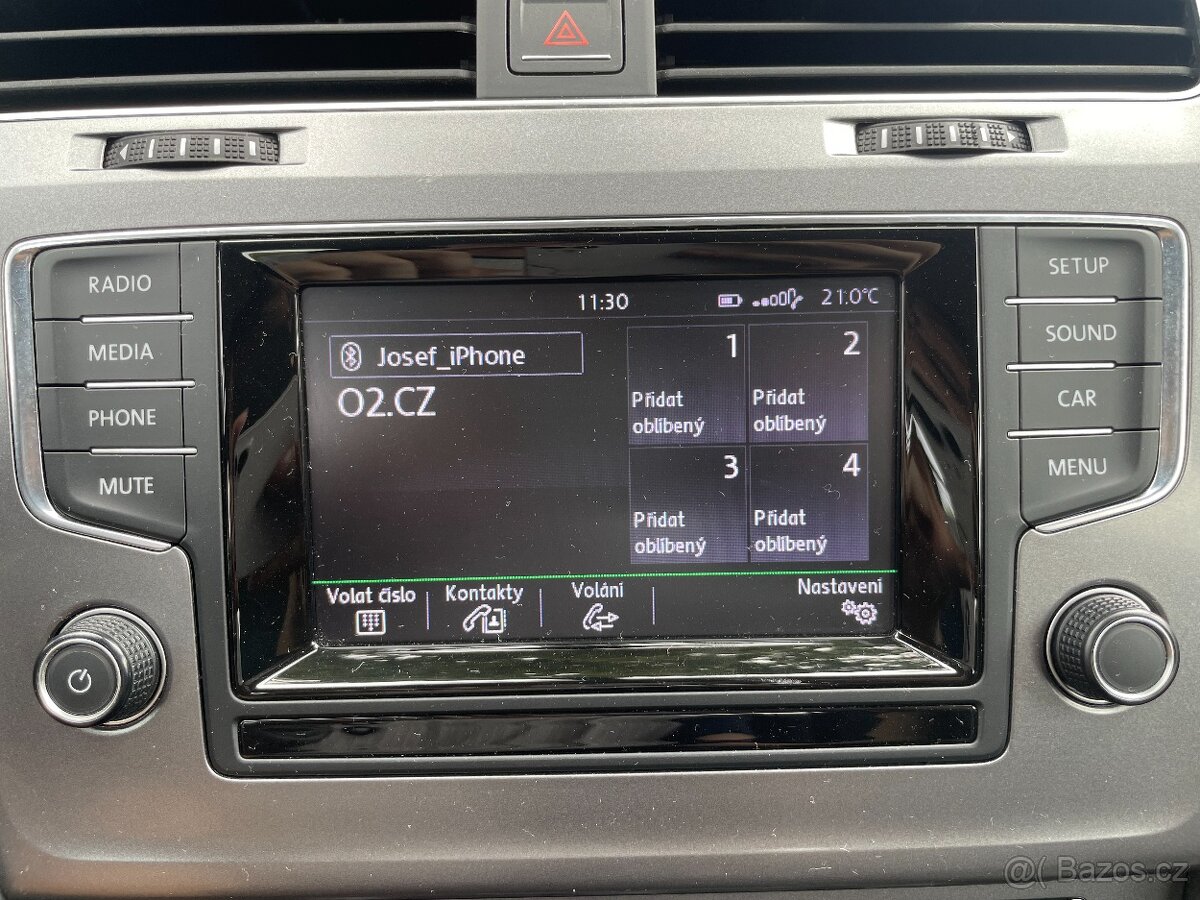 RADIO
MEDIA
PHONE
MUTE
11:30
21.0°C
Josef_iPhone
O2.CZ
1
Přidat
oblíbený
2
Přidat
oblíbený
3
Přidat
oblíbený
4
Přidat
oblíbený
Volat číslo
Kontakty
Volání
Nastavení
SETUP
SOUND
CAR
MENU
@( Bazos.cz